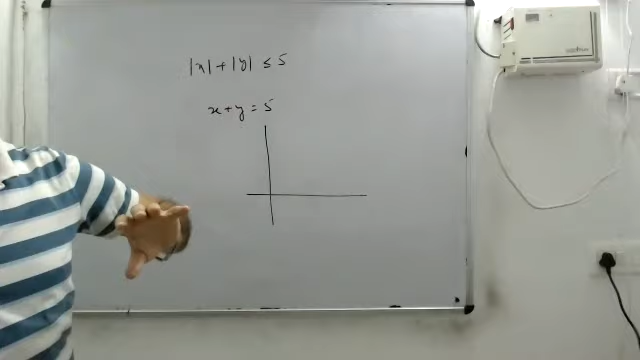 |x| + |y| ≤ 5
x + y = 5